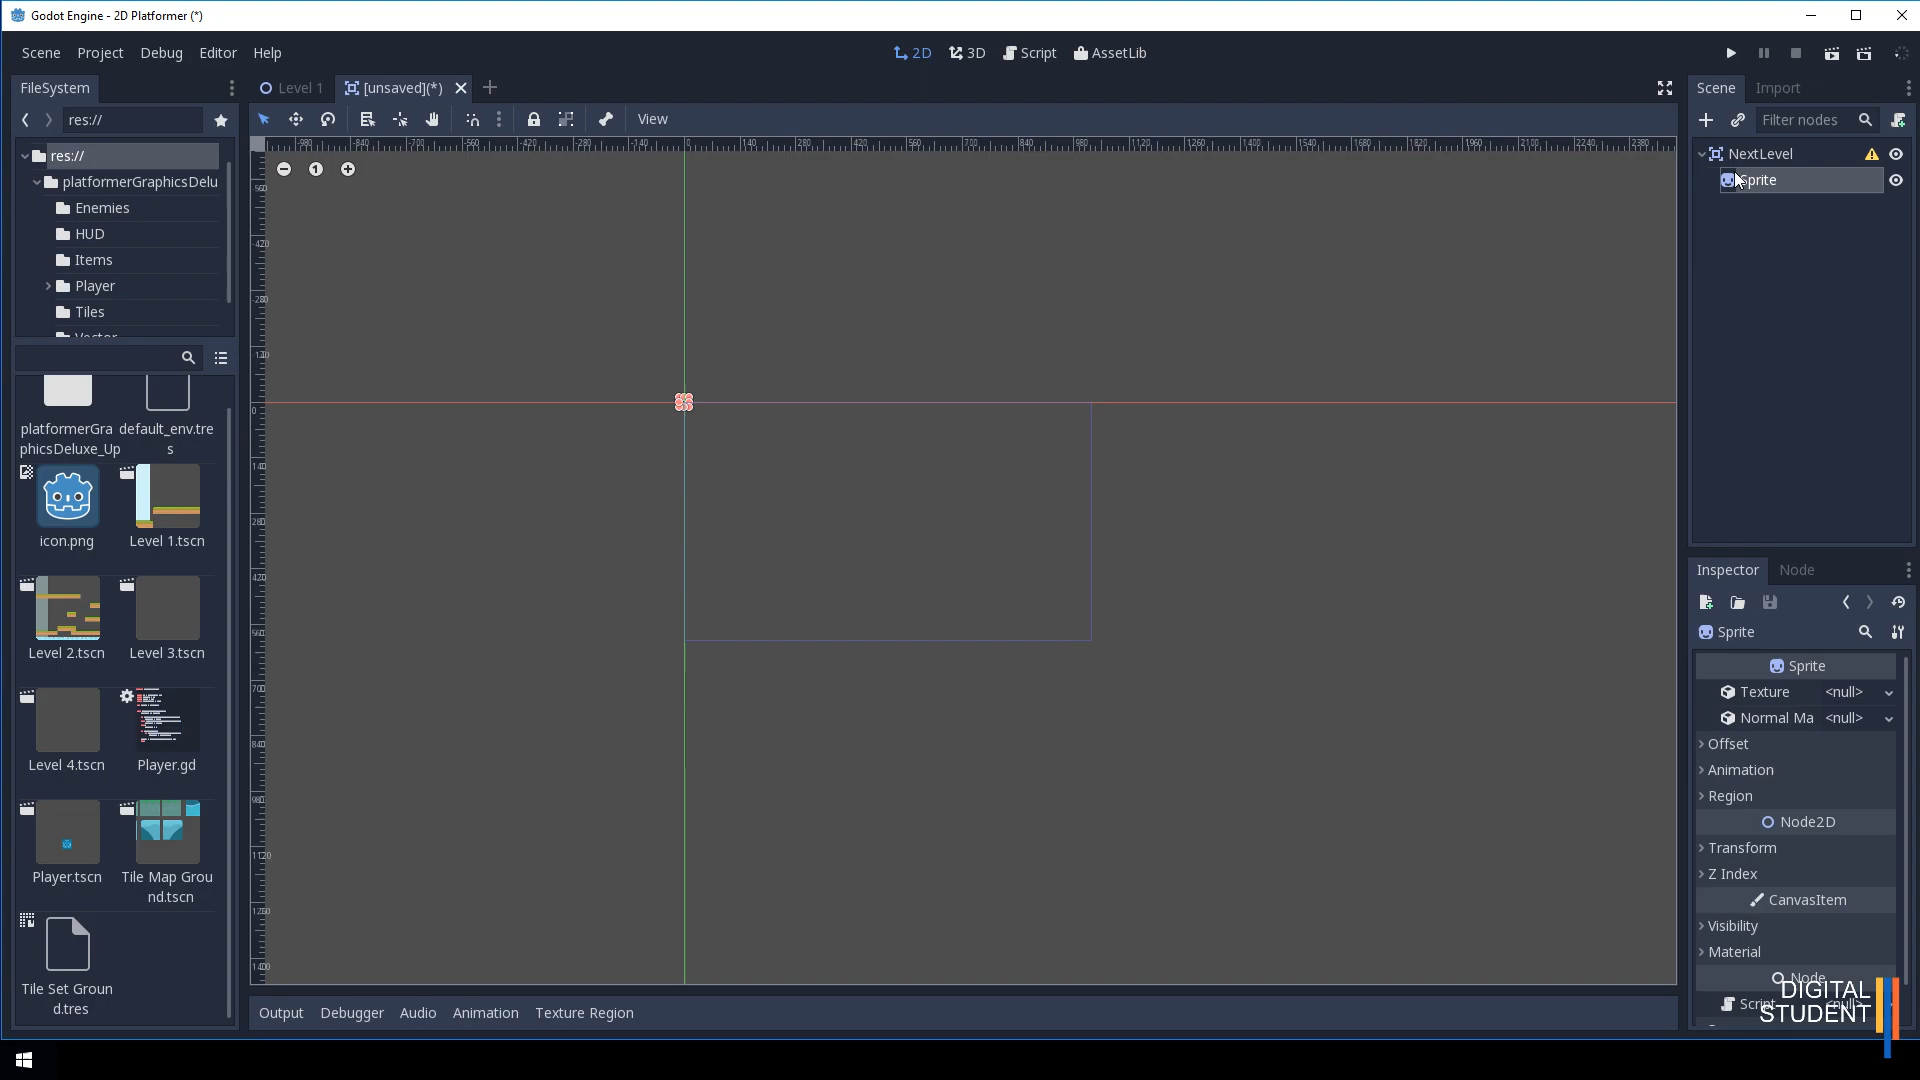 Godot Engine - 2D Platformer (*)
Scene Project Debug Editor Help
2D 3D Script AssetLib
FileSystem
Level 1 [unsaved](*)
Scene Import
res://
View
Filter nodes
res://
platformerGraphicsDelu
Enemies
HUD
Items
Player
Tiles
NextLevel
Sprite
platformerGra
phicsDeluxe_Up
default_env.tre
s
icon.png
Level 1.tscn
Level 2.tscn
Level 3.tscn
Level 4.tscn
Player.gd
Player.tscn
Tile Map Grou
nd.tscn
Tile Set Groun
d.tres
Inspector Node
Sprite
Sprite
Texture <null>
Normal Ma <null>
Offset
Animation
Region
Node2D
Transform
Z Index
CanvasItem
Visibility
Material
Node
Script <null>
DIGITAL
STUDENT
Output Debugger Audio Animation Texture Region